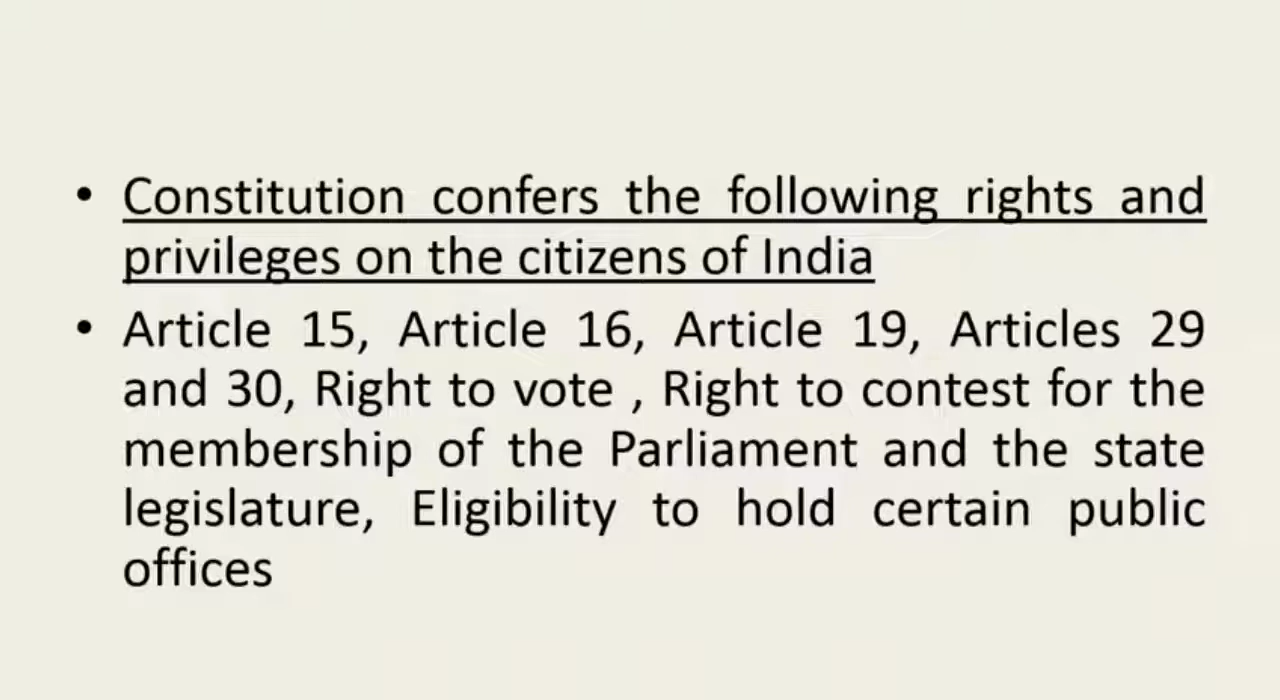 • Constitution confers the following rights and
privileges on the citizens of India
• Article 15, Article 16, Article 19, Articles 29
and 30, Right to vote , Right to contest for the
membership of the Parliament and the state
legislature, Eligibility to hold certain public
offices